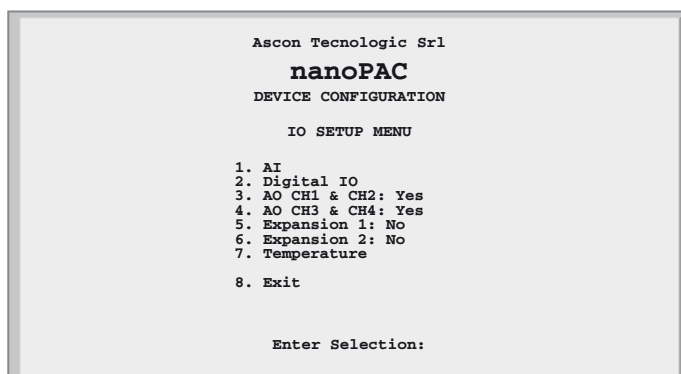 Ascon Tecnologic Srl
nanoPAC
DEVICE CONFIGURATION
IO SETUP MENU
1. AI
2. Digital IO
3. AO CH1 & CH2: Yes
4. AO CH3 & CH4: Yes
5. Expansion 1: No
6. Expansion 2: No
7. Temperature
8. Exit
Enter Selection: